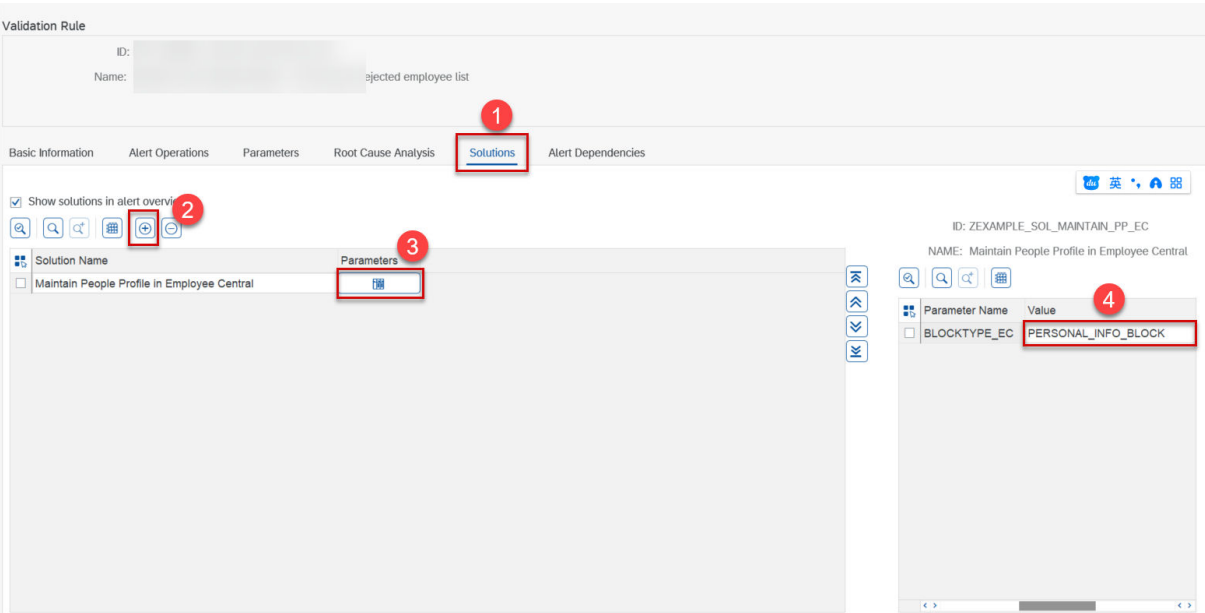 Validation Rule
ID:
Name: ejected employee list
1
Basic Information Alert Operations Parameters Root Cause Analysis Solutions Alert Dependencies
du 英
Show solutions in alert overvi
2
ID: ZEXAMPLE_SOL_MAINTAIN_PP_EC
NAME: Maintain People Profile in Employee Central
3
Solution Name Parameters
Maintain People Profile in Employee Central
4
Parameter Name Value
BLOCKTYPE_EC PERSONAL_INFO_BLOCK